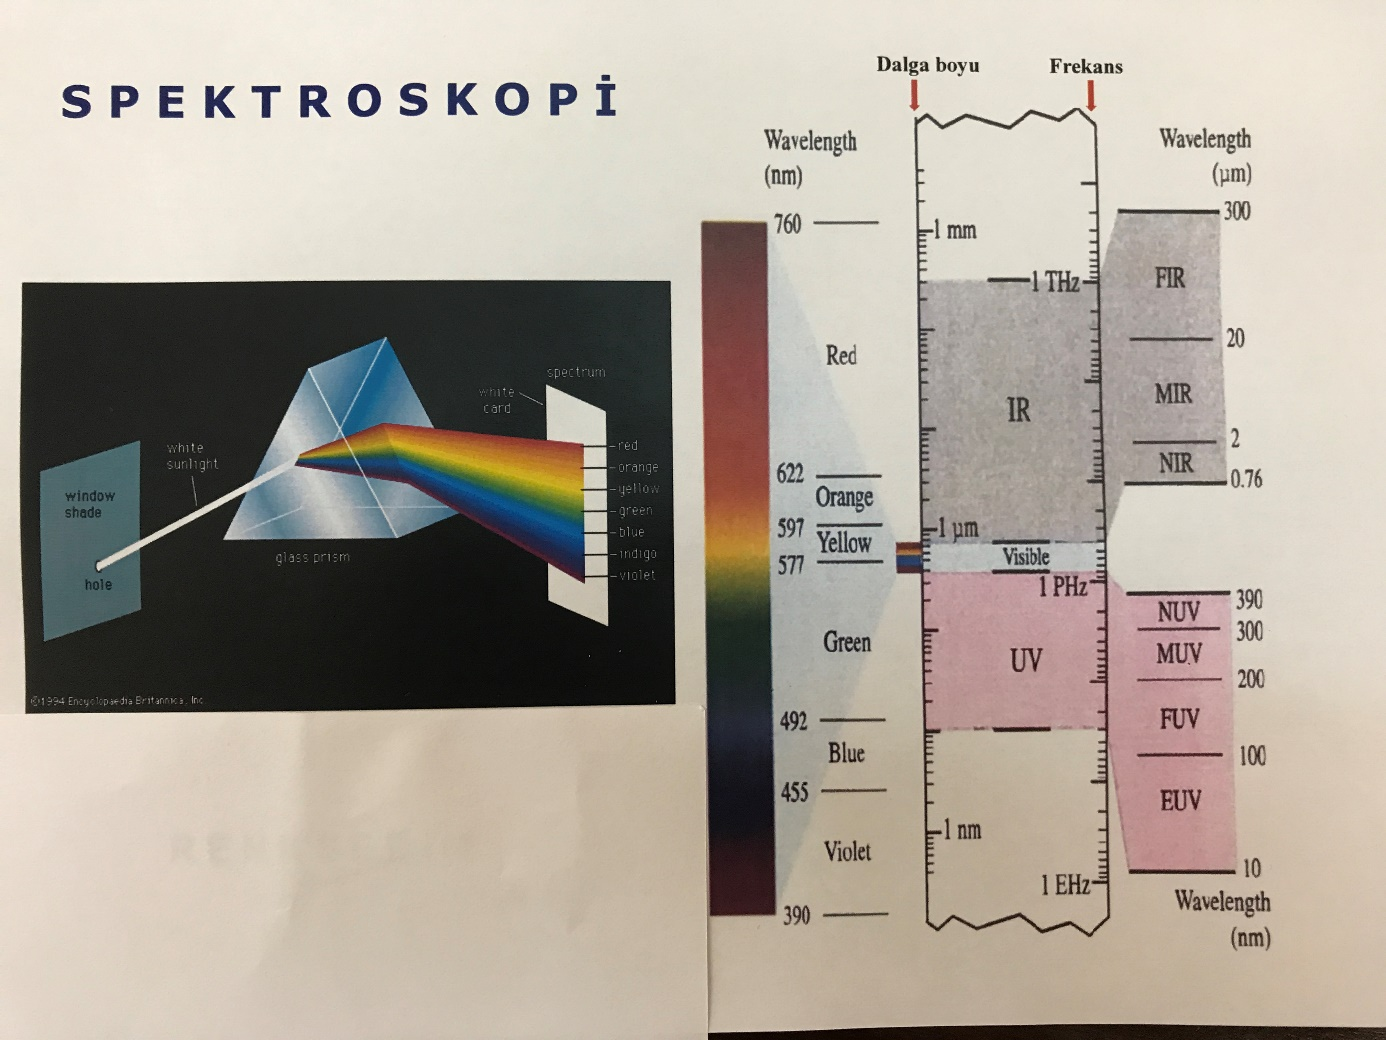 SPEKTROSKOPİ
window
shade
hole
white
sunlight
glass prism
white
card
spectrum
red
orange
yellow
green
blue
indigo
violet
©1994 Encyclopaedia Britannica, Inc.
Dalga boyu
Frekans
Wavelength
(nm)
760
Red
622
Orange
597
Yellow
577
Green
492
Blue
455
Violet
390
1 mm
1 THz
IR
1 µm
Visible
1 PHz
UV
1 nm
1 EHz
Wavelength
(µm)
300
FIR
20
MIR
2
NIR
0.76
390
NUV
300
MUV
200
FUV
100
EUV
10
Wavelength
(nm)